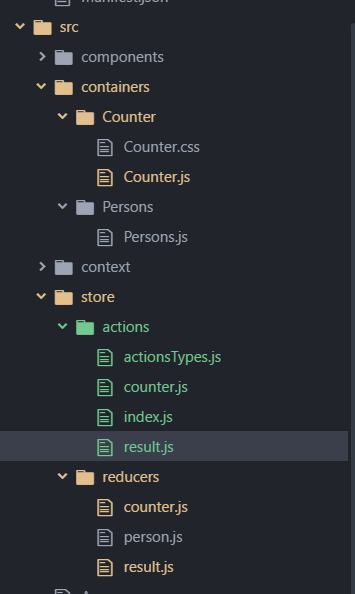 manifest.json
src
components
containers
Counter
Counter.css
Counter.js
Persons
Persons.js
context
store
actions
actionsTypes.js
counter.js
index.js
result.js
reducers
counter.js
person.js
result.js